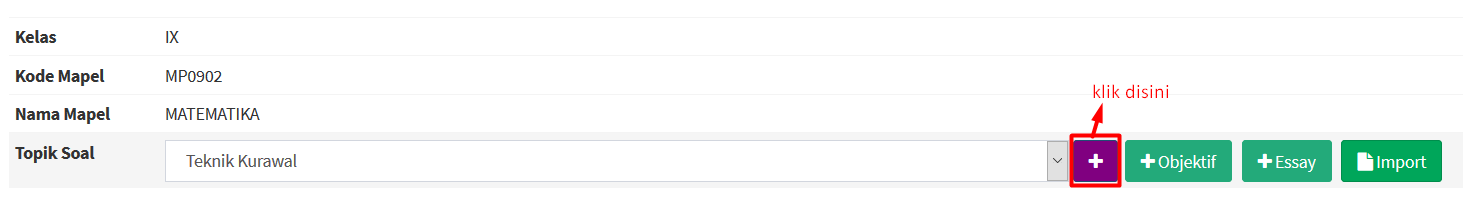 Kelas IX
Kode Mapel MP0902
klik disini
Nama Mapel MATEMATIKA
Topik Soal Teknik Kurawal + +Objektif +Essay Import